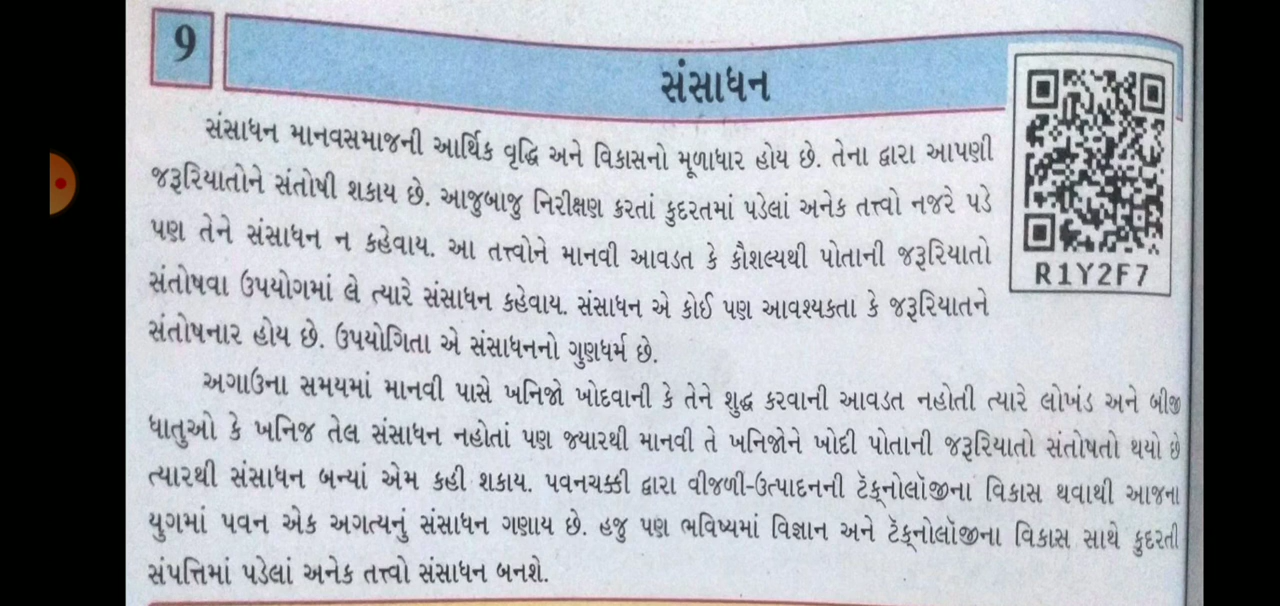 9
સંસાધન
સંસાધન માનવસમાજની આર્થિક વૃદ્ધિ અને વિકાસનો મૂળાધાર હોય છે. તેના દ્વારા આપણી
જરૂરિયાતોને સંતોષી શકાય છે. આજુબાજુ નિરીક્ષણ કરતાં કુદરતમાં પડેલાં અનેક તત્ત્વો નજરે પડે
પણ તેને સંસાધન ન કહેવાય. આ તત્ત્વોને માનવી આવડત કે કૌશલ્યથી પોતાની જરૂરિયાતો
સંતોષવા ઉપયોગમાં લે ત્યારે સંસાધન કહેવાય. સંસાધન એ કોઈ પણ આવશ્યકતા કે જરૂરિયાતને
સંતોષનાર હોય છે. ઉપયોગિતા એ સંસાધનનો ગુણધર્મ છે.
R1Y2F7
અગાઉના સમયમાં માનવી પાસે ખનિજો ખોદવાની કે તેને શુદ્ધ કરવાની આવડત નહોતી ત્યારે લોખંડ અને બીજી
ધાતુઓ કે ખનિજ તેલ સંસાધન નહોતાં પણ જ્યારથી માનવી તે ખનિજોને ખોદી પોતાની જરૂરિયાતો સંતોષતો થયો છે
ત્યારથી સંસાધન બન્યાં એમ કહી શકાય. પવનચક્કી દ્વારા વીજળી-ઉત્પાદનની ટૅક્નોલૉજીના વિકાસ થવાથી આજના
યુગમાં પવન એક અગત્યનું સંસાધન ગણાય છે. હજુ પણ ભવિષ્યમાં વિજ્ઞાન અને ટૅક્નોલૉજીના વિકાસ સાથે કુદરતી
સંપત્તિમાં પડેલાં અનેક તત્ત્વો સંસાધન બનશે.